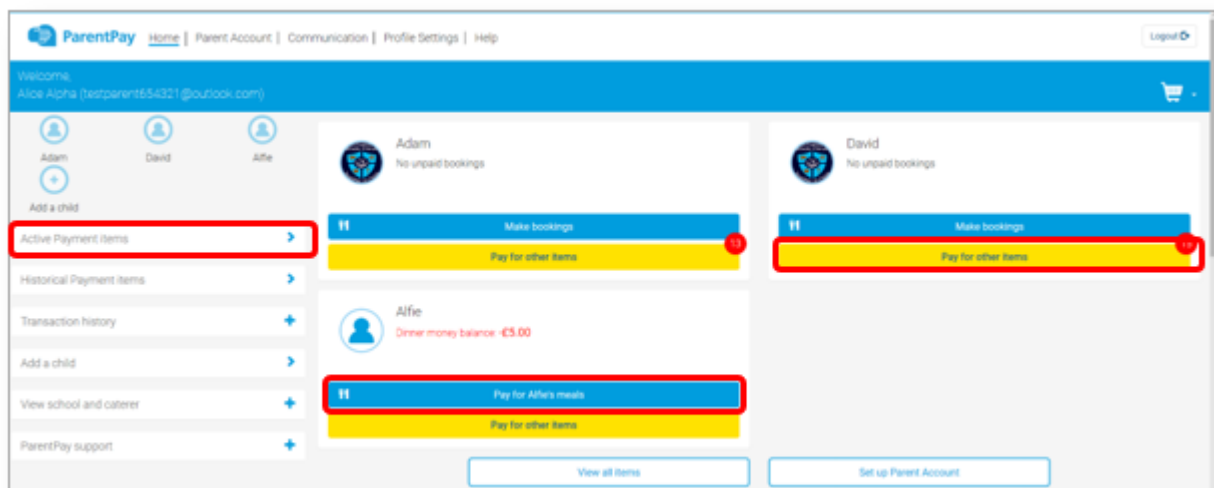 ParentPay Home | Parent Account | Communication | Profile Settings | Help
Logout
Welcome,
Alice Alpha (testparent654321@outlook.com)
Adam David Alfie
Add a child
Active Payment items
Historical Payment items
Transaction history
Add a child
View school and caterer
ParentPay support
Adam
No unpaid bookings
Make bookings
13
Pay for other items
David
No unpaid bookings
Make bookings
Pay for other items
Alfie
Dinner money balance: -£5.00
Pay for Alfie's meals
Pay for other items
View all items
Set up Parent Account